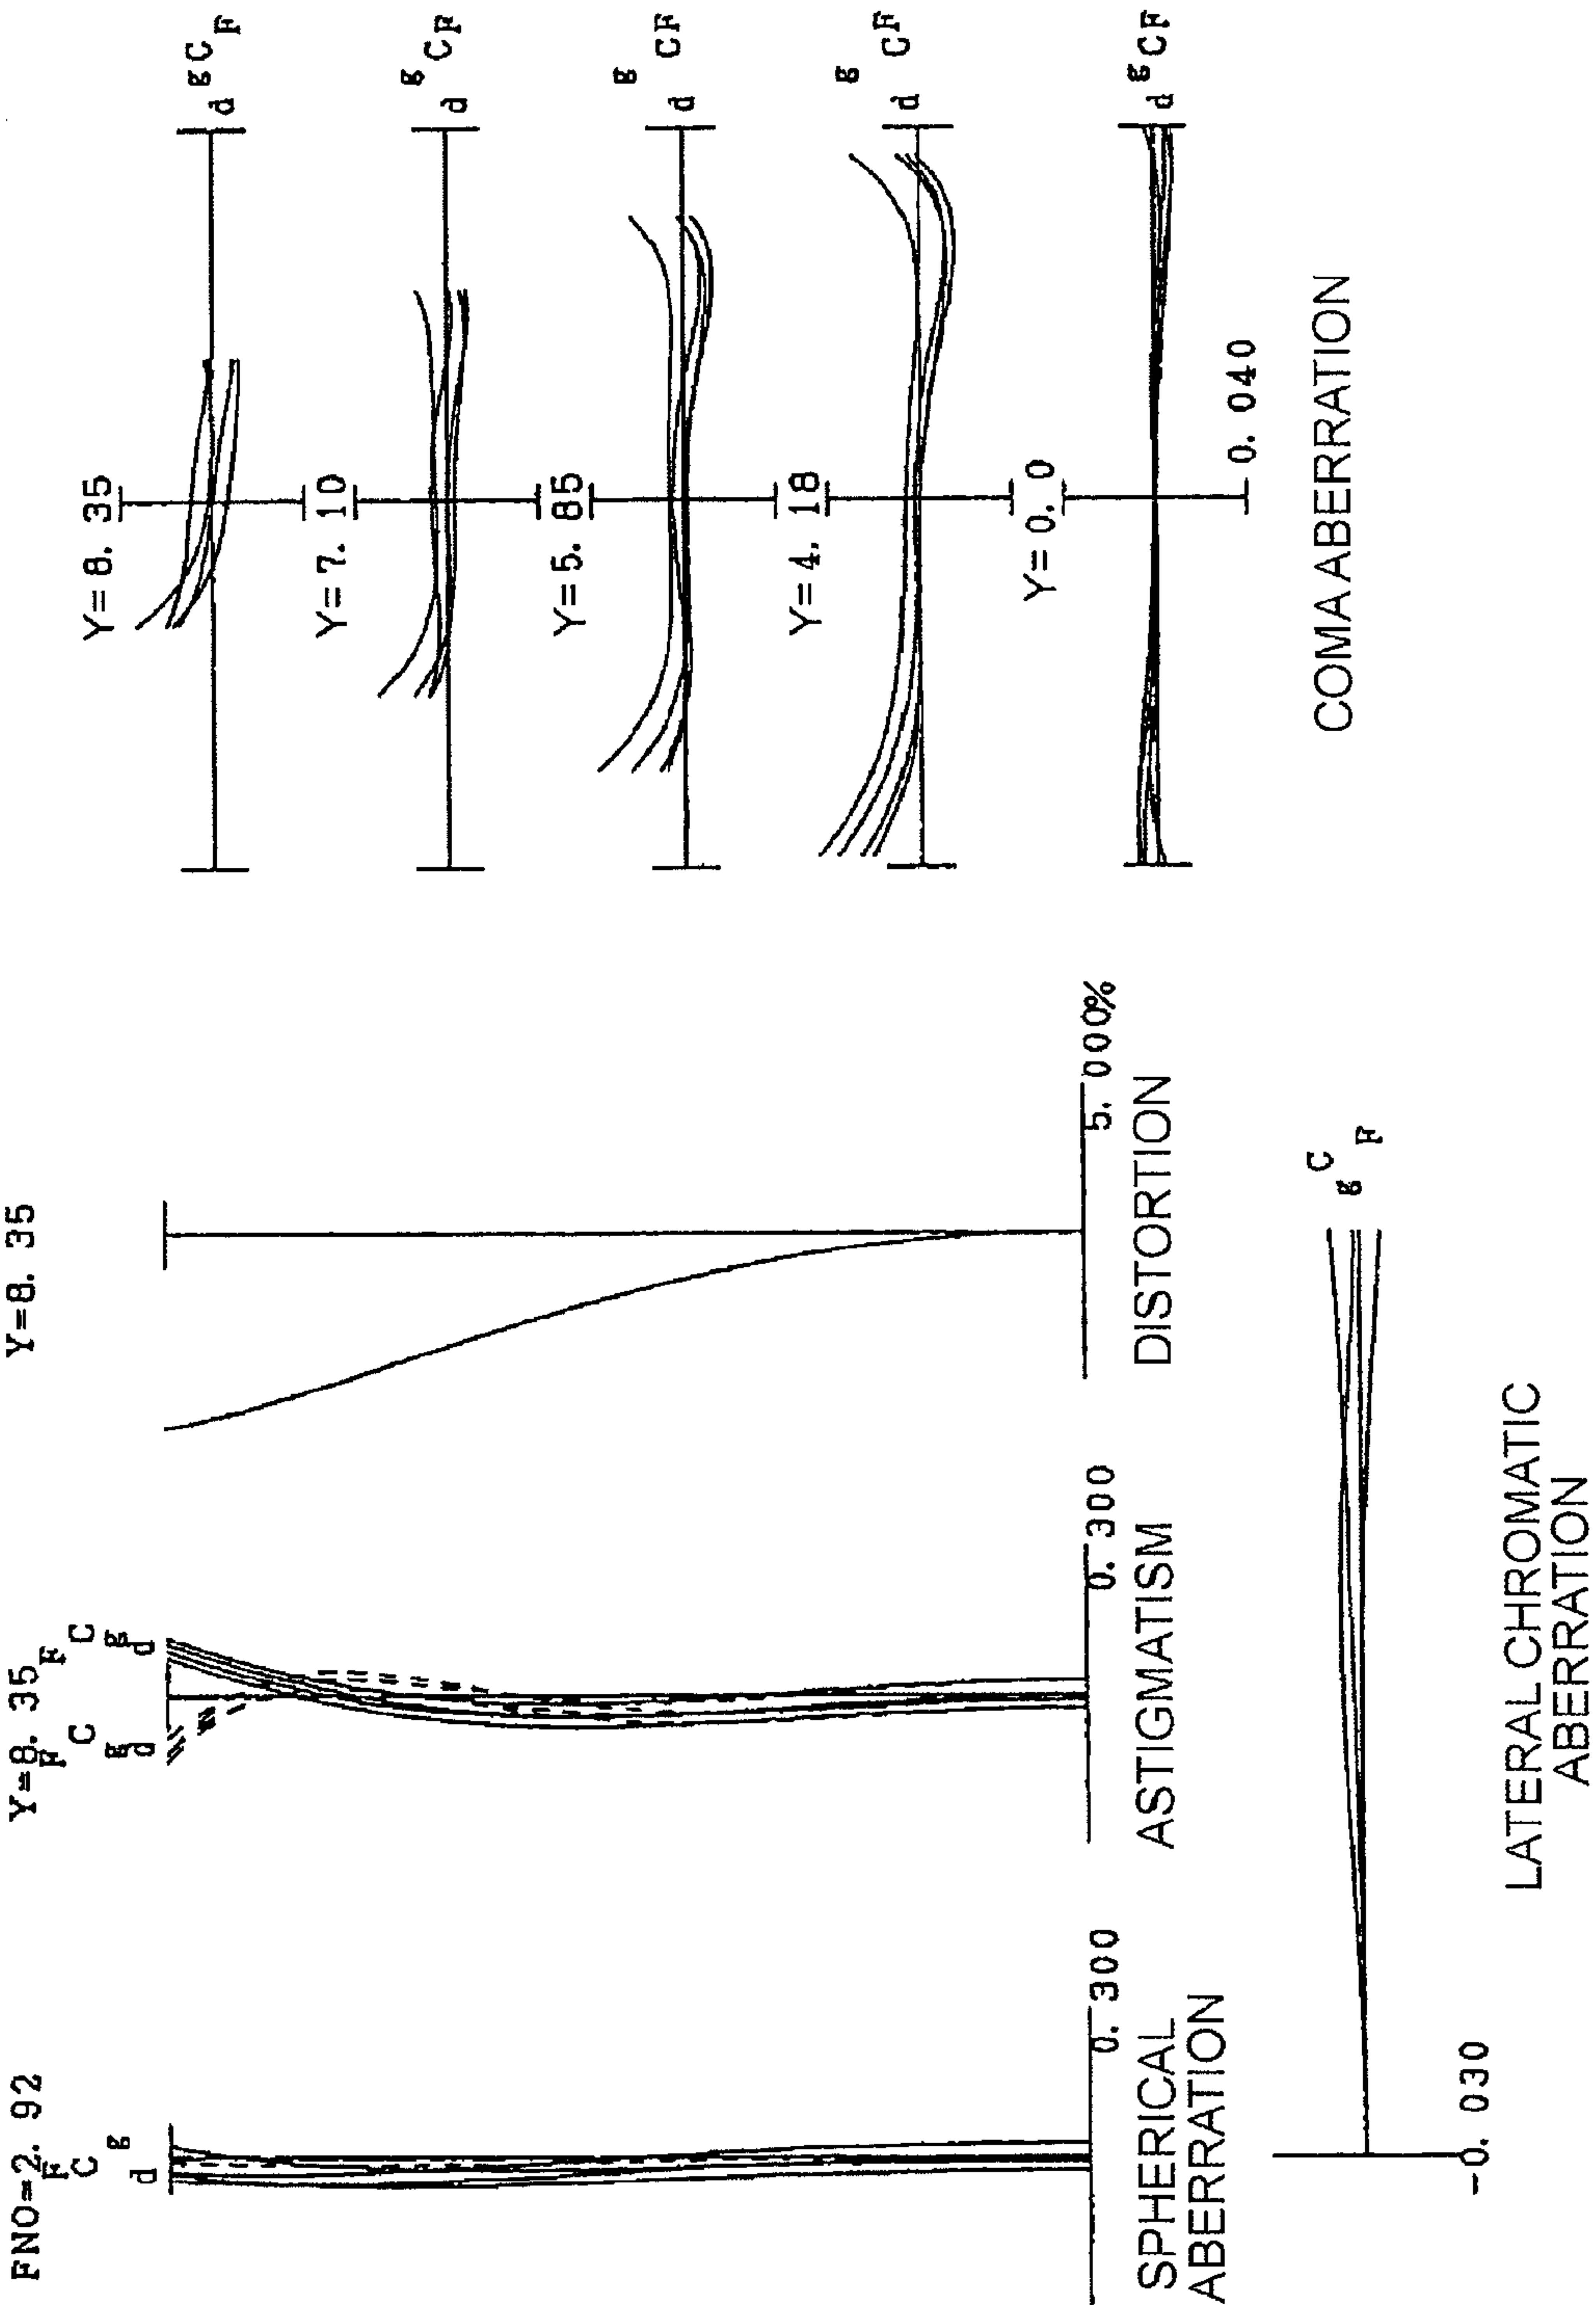 FNO=2. 92
F
C
g
d
0. 300
SPHERICAL
ABERRATION
Y=8. 35
F
C
g
d
F
C
g
d
0. 300
ASTIGMATISM
Y=8. 35
5. 000%
DISTORTION
C
g
F
-0. 030
LATERAL CHROMATIC
ABERRATION
Y=8. 35
d g C F
Y=7. 10
d g C F
Y=5. 85
d g C F
Y=4. 18
d g C F
Y=0. 0
d g C F
0. 040
COMA ABERRATION